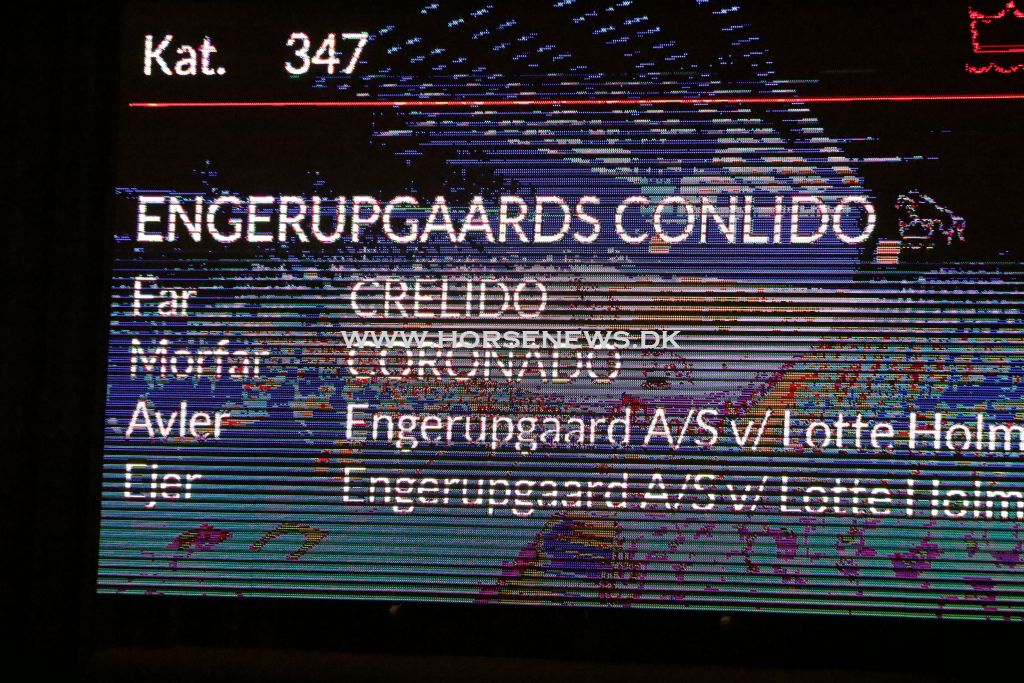 Kat. 347
ENGERUPGAARDS CONLIDO
Far CRELIDO
WWW.HORSENEWS.DK
Morfar CORONADO
Avler Engerupgaard A/S v/ Lotte Holm
Ejer Engerupgaard A/S v/ Lotte Holm